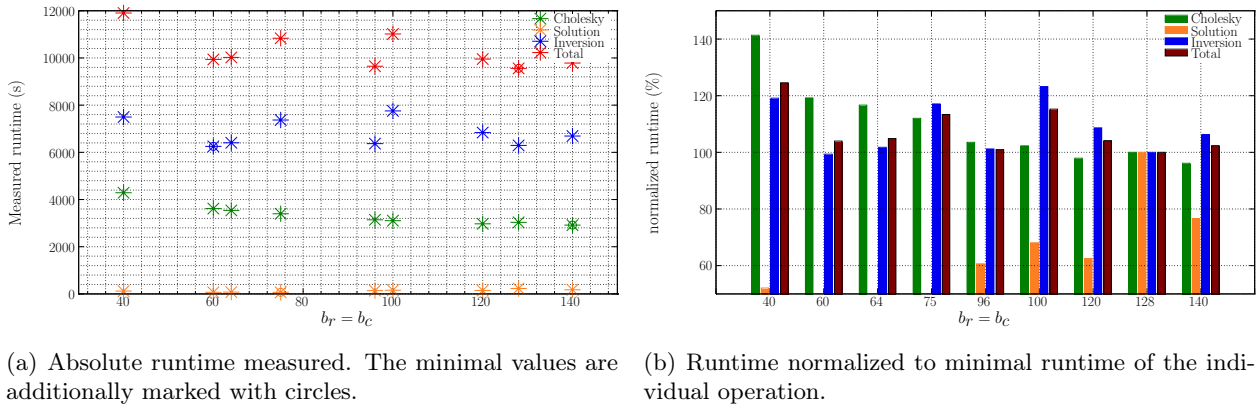 12000
10000
8000
6000
4000
2000
0
Measured runtime (s)
40
60
80
100
120
140
b_r = b_c
Cholesky
Solution
Inversion
Total
140
120
100
80
60
normalized runtime (%)
40
60
64
75
96
100
120
128
140
b_r = b_c
Cholesky
Solution
Inversion
Total
(a) Absolute runtime measured. The minimal values are
additionally marked with circles.
(b) Runtime normalized to minimal runtime of the indi-
vidual operation.